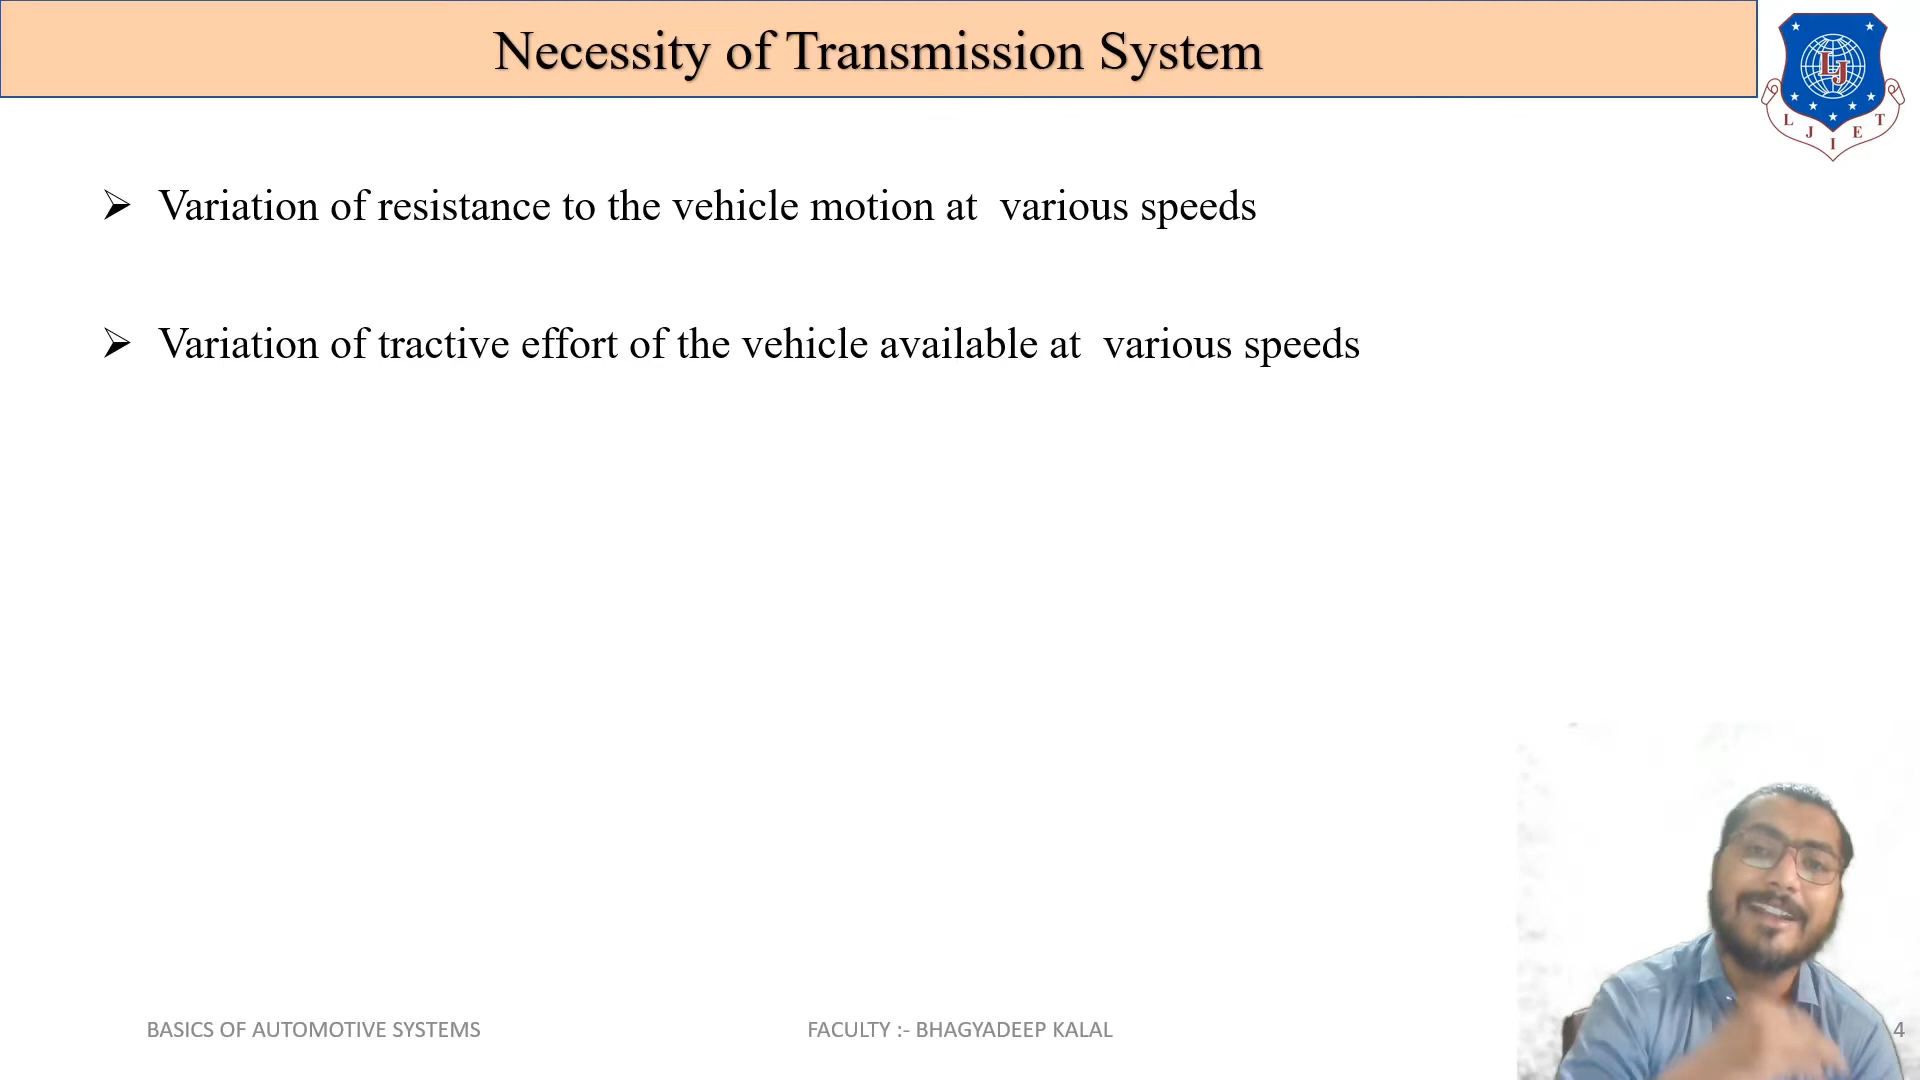 Necessity of Transmission System
LJ
L J I E T
➢ Variation of resistance to the vehicle motion at  various speeds
➢ Variation of tractive effort of the vehicle available at  various speeds
BASICS OF AUTOMOTIVE SYSTEMS
FACULTY :- BHAGYADEEP KALAL
4